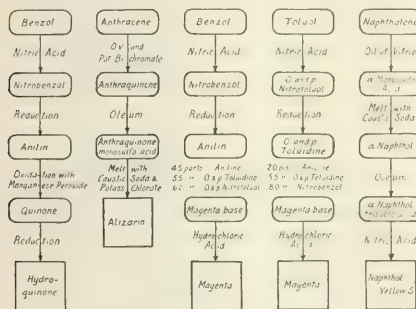 Benzol
Nitric Acid
Nitrobenzol
Reduction
Anilin
Oxidation with
Manganese Peroxide
Quinone
Reduction
Hydro-
quinone
Anthracene
and
Pot Bichromate
Anthraquinone
Oleum
Anthraquinone
monosulfo acid
Melt with
Caustic Soda &
Potass Chlorate
Alizarin
Benzol
Nitric Acid
Nitrobenzol
Reduction
Anilin
45 parts Aniline
55 " O&p Toluidine
62 " O&p Nitrotoluol
Magenta base
Hydrochloric
Acid
Magenta
Toluol
Nitric Acid
O and p
Nitrotoluol
Reduction
O and p
Toluidine
20
55 " O&p Toluidine
80 " Nitrobenzol
Magenta base
Hydrochloric
Magenta
Naphthalene
Oil of
α
Melt with
Caustic Soda
α Naphthol
α Naphthol
Nitric Acid
Naphthol
Yellow S